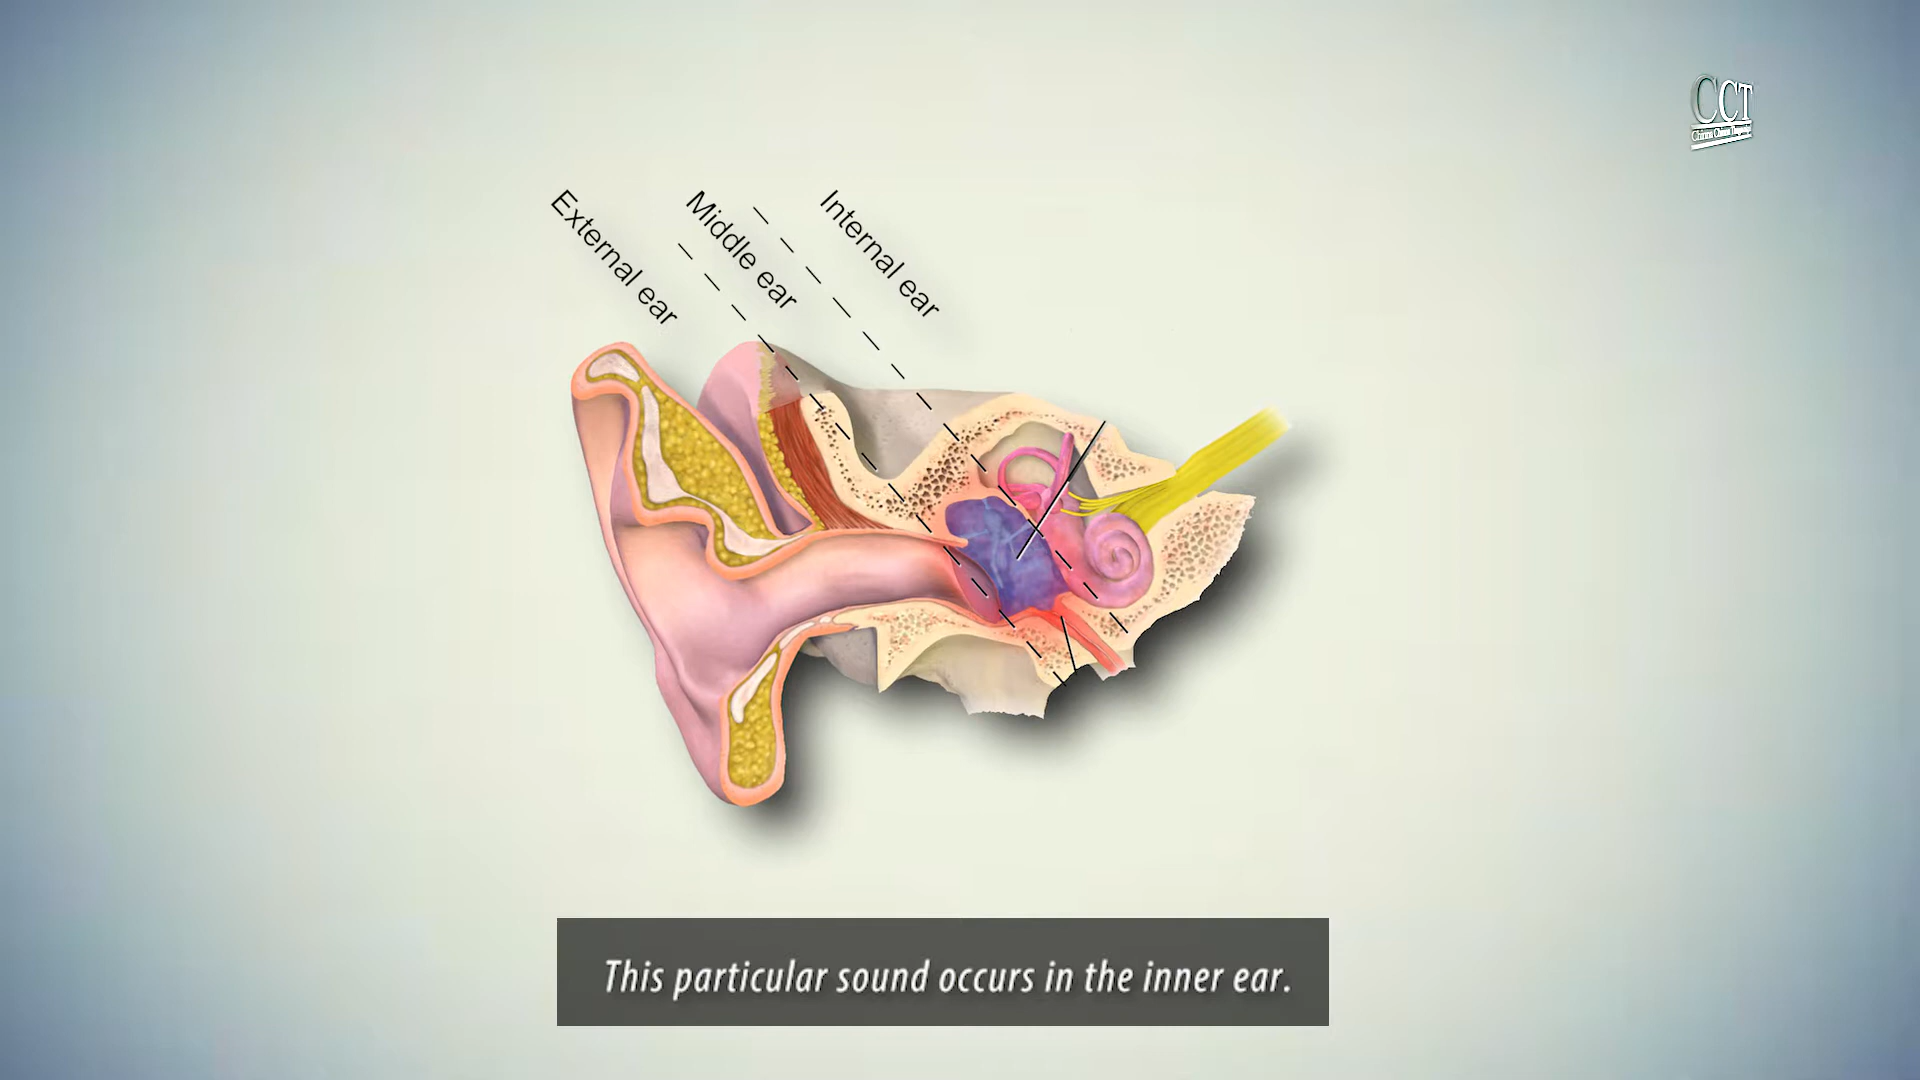 CCT
External ear
Middle ear
Internal ear
This particular sound occurs in the inner ear.